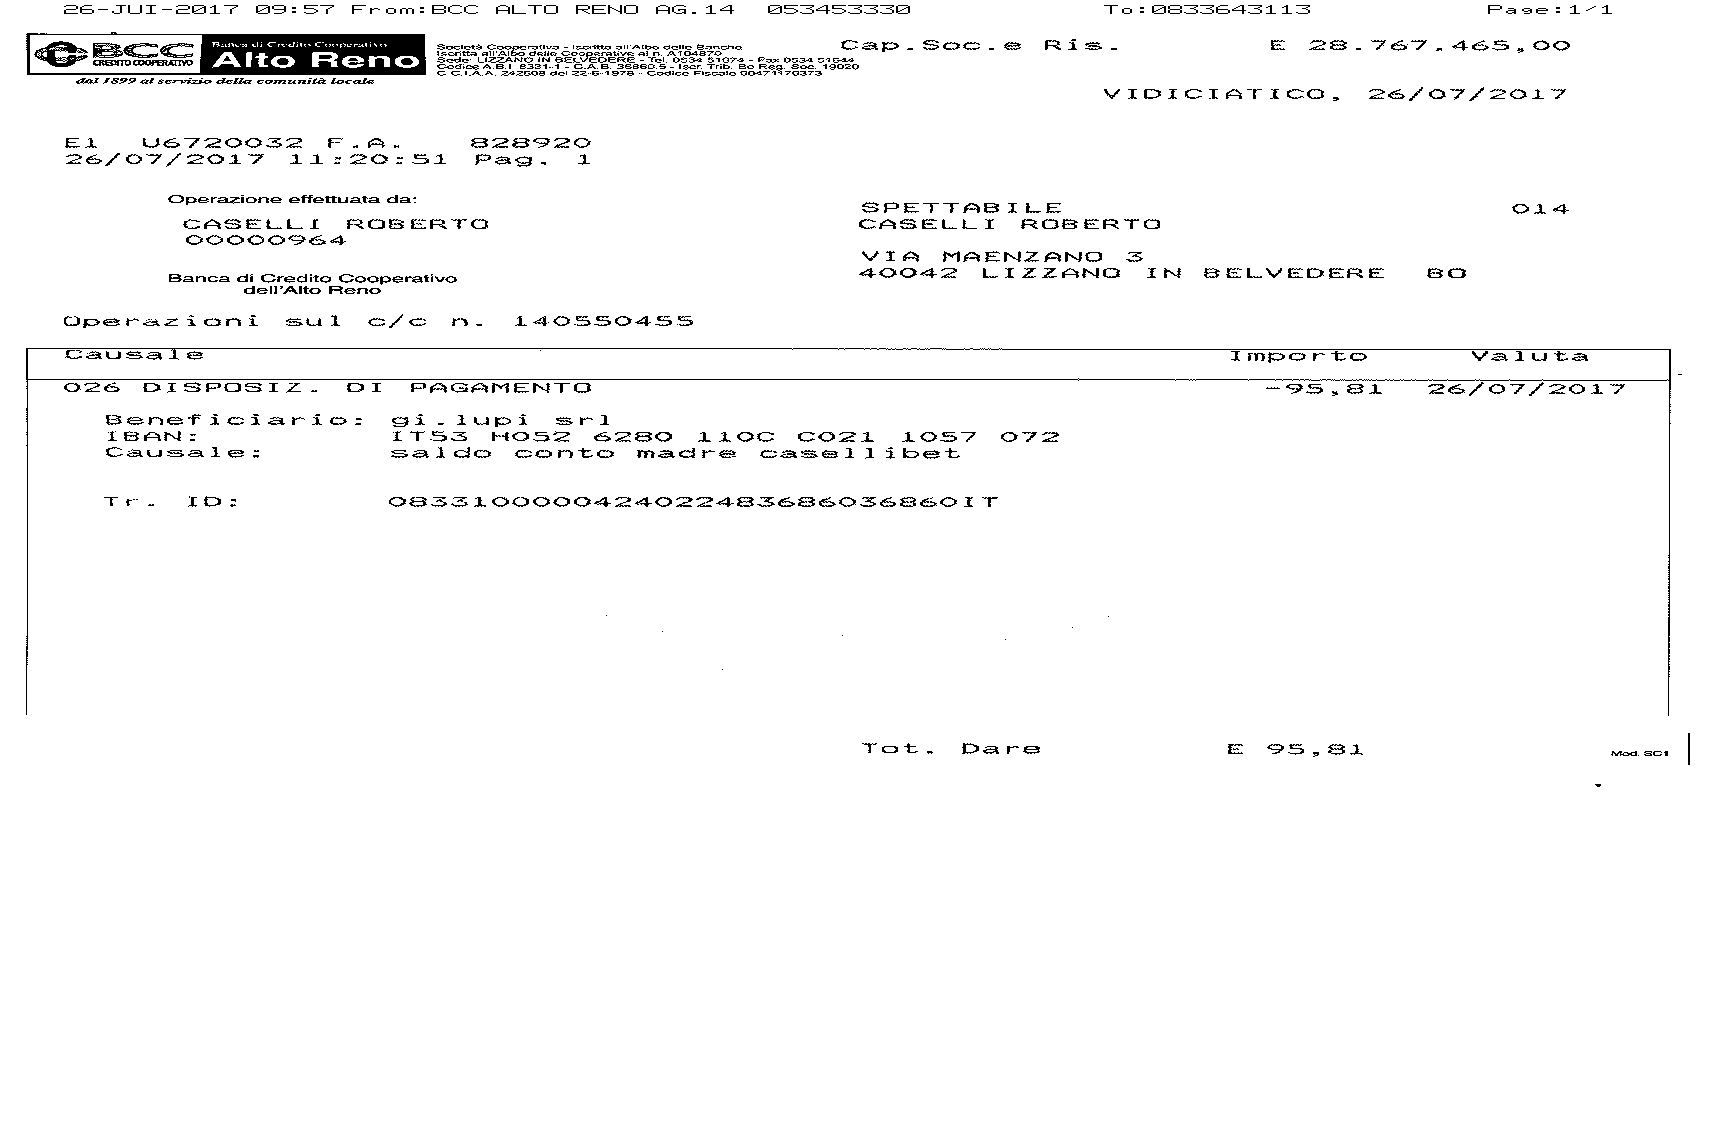 26-JUI-2017 09:57 From:BCC ALTO RENO AG.14 053453330 To:0833643113 Page:1/1
BCC CREDITO COOPERATIVO
Banca di Credito Cooperativo
Alto Reno
dal 1899 al servizio della comunità locale
Società Cooperativa - Iscritta all'Albo delle Banche
Iscritta all'Albo delle Cooperative al n. A104870
Sede: LIZZANO IN BELVEDERE - Tel. 0534 51074 - Fax 0534 51544
Codice A.B.I. 8331-1 - C.A.B. 36860.5 - Iscr. Trib. Bo Reg. Soc. 19020
C.C.I.A.A. 242508 del 22-6-1978 - Codice Fiscale 00471170373
Cap.Soc.e Ris. E 28.767.465,00
VIDICIATICO, 26/07/2017
E1 U6720032 F.A. 828920
26/07/2017 11:20:51 Pag. 1
Operazione effettuata da:
CASELLI ROBERTO
00000964
Banca di Credito Cooperativo
dell'Alto Reno
SPETTABILE 014
CASELLI ROBERTO
VIA MAENZANO 3
40042 LIZZANO IN BELVEDERE BO
Operazioni sul c/c n. 140550455
Causale Importo Valuta
026 DISPOSIZ. DI PAGAMENTO -95,81 26/07/2017
Beneficiario: gi.lupi srl
IBAN: IT53 H052 6280 110C C021 1057 072
Causale: saldo conto madre casellibet
Tr. ID: 0833100000424022483686036860IT
Tot. Dare E 95,81
Mod. SC1